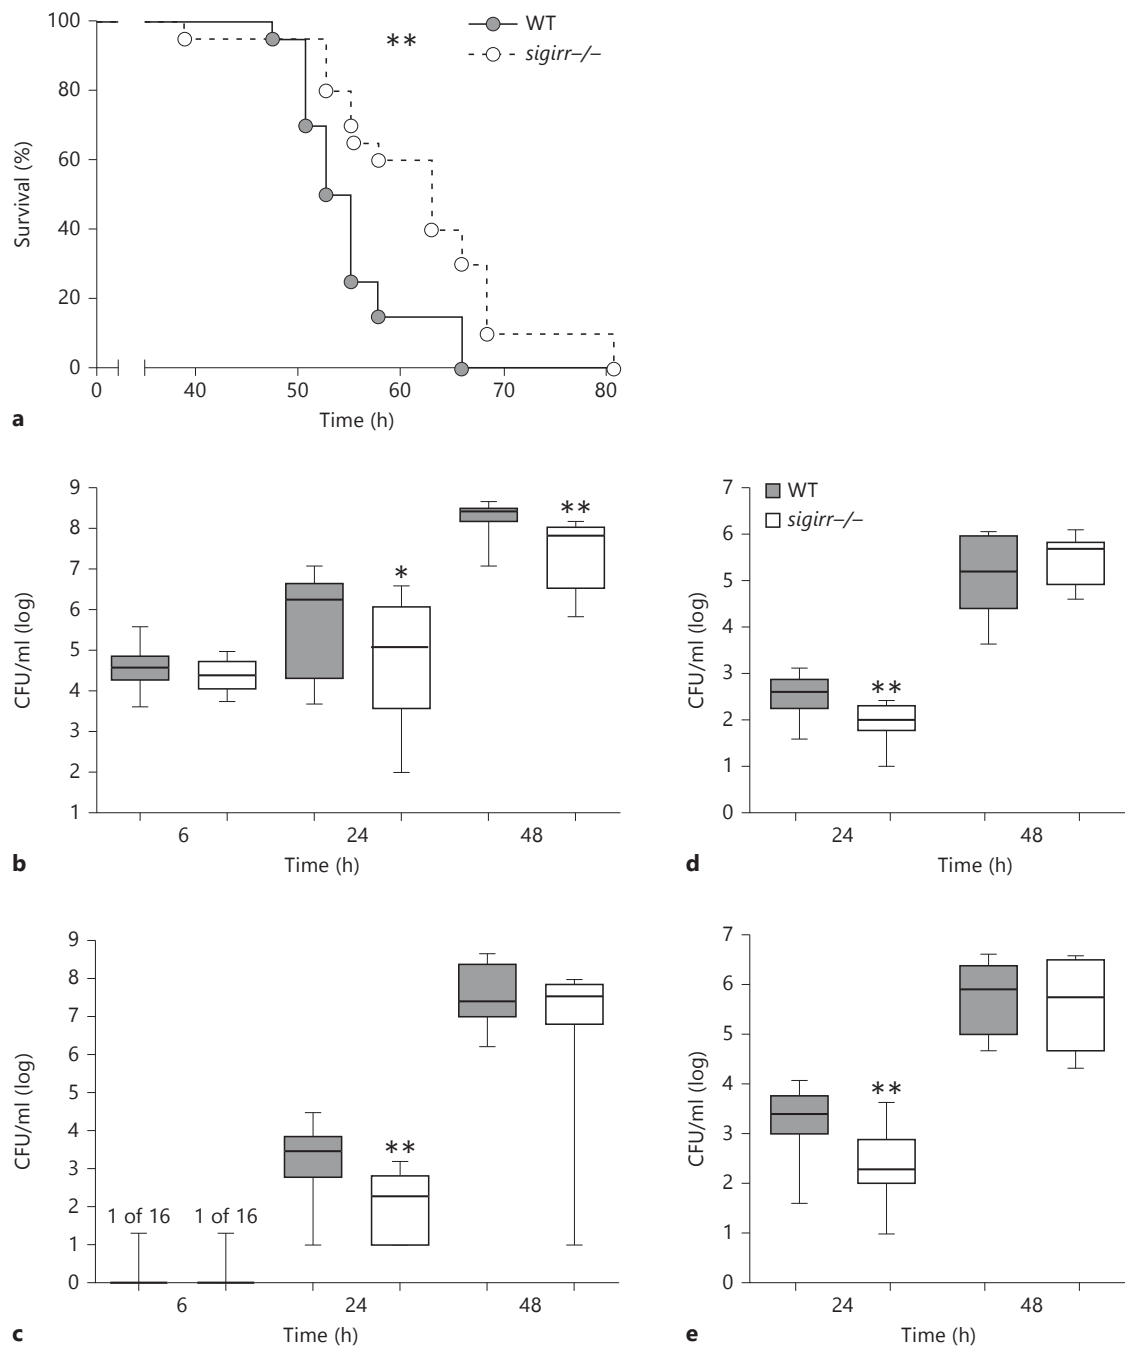 100
80
60
40
20
0
Survival (%)
WT
sigirr–/–
**
0 40 50 60 70 80
Time (h)
a
9
8
7
6
5
4
3
2
1
CFU/ml (log)
*
**
6 24 48
Time (h)
b
7
6
5
4
3
2
1
0
CFU/ml (log)
WT
sigirr–/–
**
24 48
Time (h)
d
9
8
7
6
5
4
3
2
1
0
CFU/ml (log)
1 of 16 1 of 16
**
6 24 48
Time (h)
c
7
6
5
4
3
2
1
0
CFU/ml (log)
**
24 48
Time (h)
e